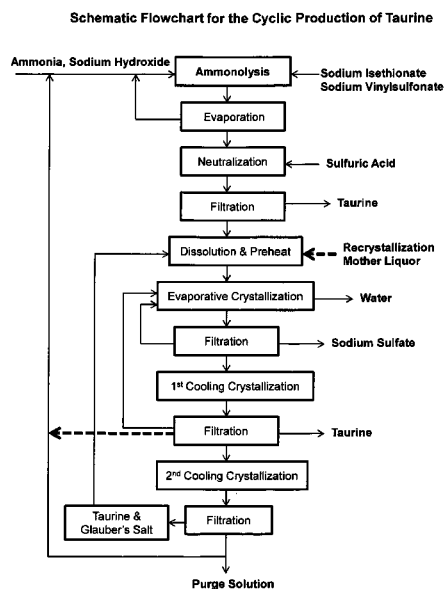 Schematic Flowchart for the Cyclic Production of Taurine
Ammonia, Sodium Hydroxide
Ammonolysis
Sodium Isethionate
Sodium Vinylsulfonate
Evaporation
Neutralization
Sulfuric Acid
Filtration
Taurine
Dissolution & Preheat
Recrystallization
Mother Liquor
Evaporative Crystallization
Water
Filtration
Sodium Sulfate
1st Cooling Crystallization
Filtration
Taurine
2nd Cooling Crystallization
Taurine &
Glauber's Salt
Filtration
Purge Solution